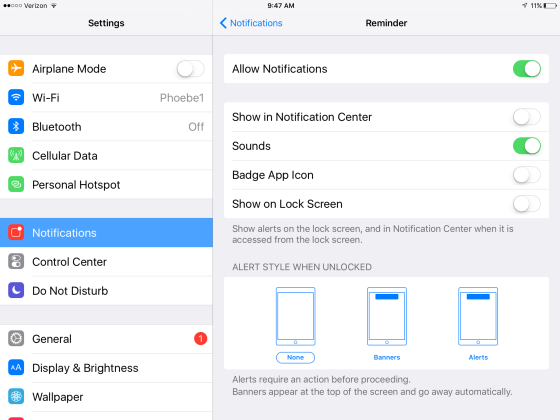 Verizon
9:47 AM
11%
Settings
Airplane Mode
Wi-Fi Phoebe1
Bluetooth Off
Cellular Data
Personal Hotspot
Notifications
Control Center
Do Not Disturb
General 1
AA Display & Brightness
Wallpaper
Notifications
Reminder
Allow Notifications
Show in Notification Center
Sounds
Badge App Icon
Show on Lock Screen
Show alerts on the lock screen, and in Notification Center when it is
accessed from the lock screen.
ALERT STYLE WHEN UNLOCKED
None Banners Alerts
Alerts require an action before proceeding.
Banners appear at the top of the screen and go away automatically.